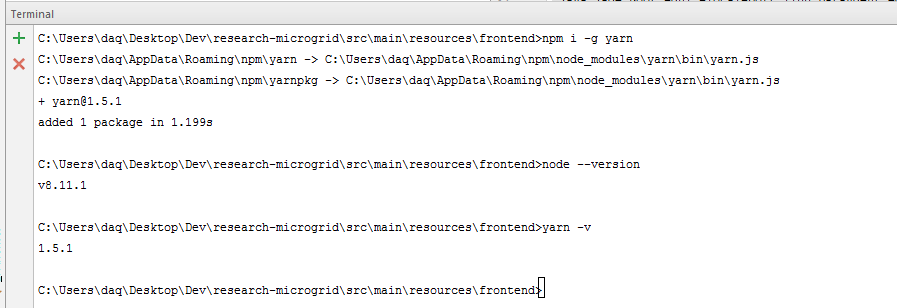 Terminal
C:\Users\daq\Desktop\Dev\research-microgrid\src\main\resources\frontend>npm i -g yarn
C:\Users\daq\AppData\Roaming\npm\yarn -> C:\Users\daq\AppData\Roaming\npm\node_modules\yarn\bin\yarn.js
C:\Users\daq\AppData\Roaming\npm\yarnpkg -> C:\Users\daq\AppData\Roaming\npm\node_modules\yarn\bin\yarn.js
+ yarn@1.5.1
added 1 package in 1.199s
C:\Users\daq\Desktop\Dev\research-microgrid\src\main\resources\frontend>node --version
v8.11.1
C:\Users\daq\Desktop\Dev\research-microgrid\src\main\resources\frontend>yarn -v
1.5.1
C:\Users\daq\Desktop\Dev\research-microgrid\src\main\resources\frontend>